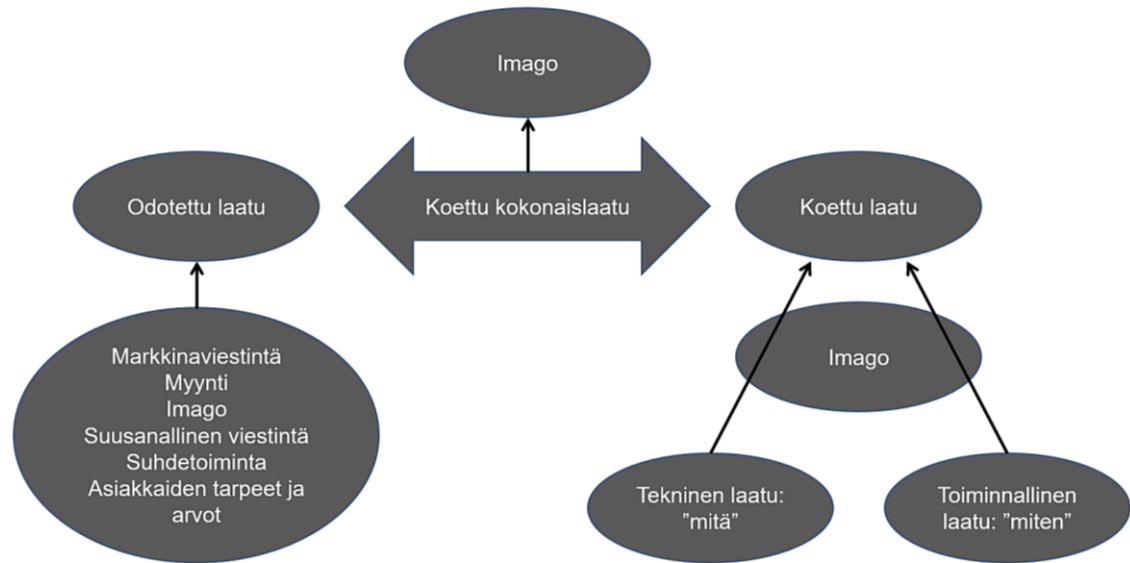 Imago
Odotettu laatu
Koettu kokonaislaatu
Koettu laatu
Markkinaviestintä
Myynti
Imago
Suusanallinen viestintä
Suhdetoiminta
Asiakkaiden tarpeet ja
arvot
Imago
Tekninen laatu:
”mitä”
Toiminnallinen
laatu: ”miten”